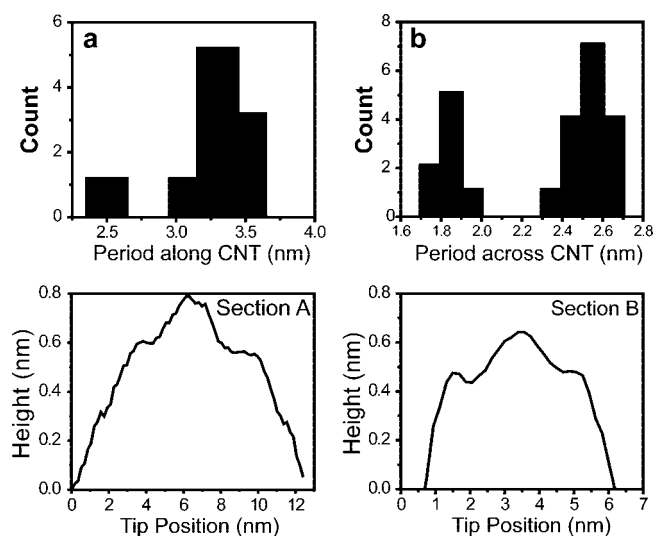 a
Count
6
4
2
0
2.5 3.0 3.5 4.0
Period along CNT (nm)
b
Count
8
6
4
2
0
1.6 1.8 2.0 2.2 2.4 2.6 2.8
Period across CNT (nm)
Section A
Height (nm)
0.8
0.6
0.4
0.2
0.0
0 2 4 6 8 10 12
Tip Position (nm)
Section B
Height (nm)
0.8
0.6
0.4
0.2
0.0
0 1 2 3 4 5 6 7
Tip Position (nm)